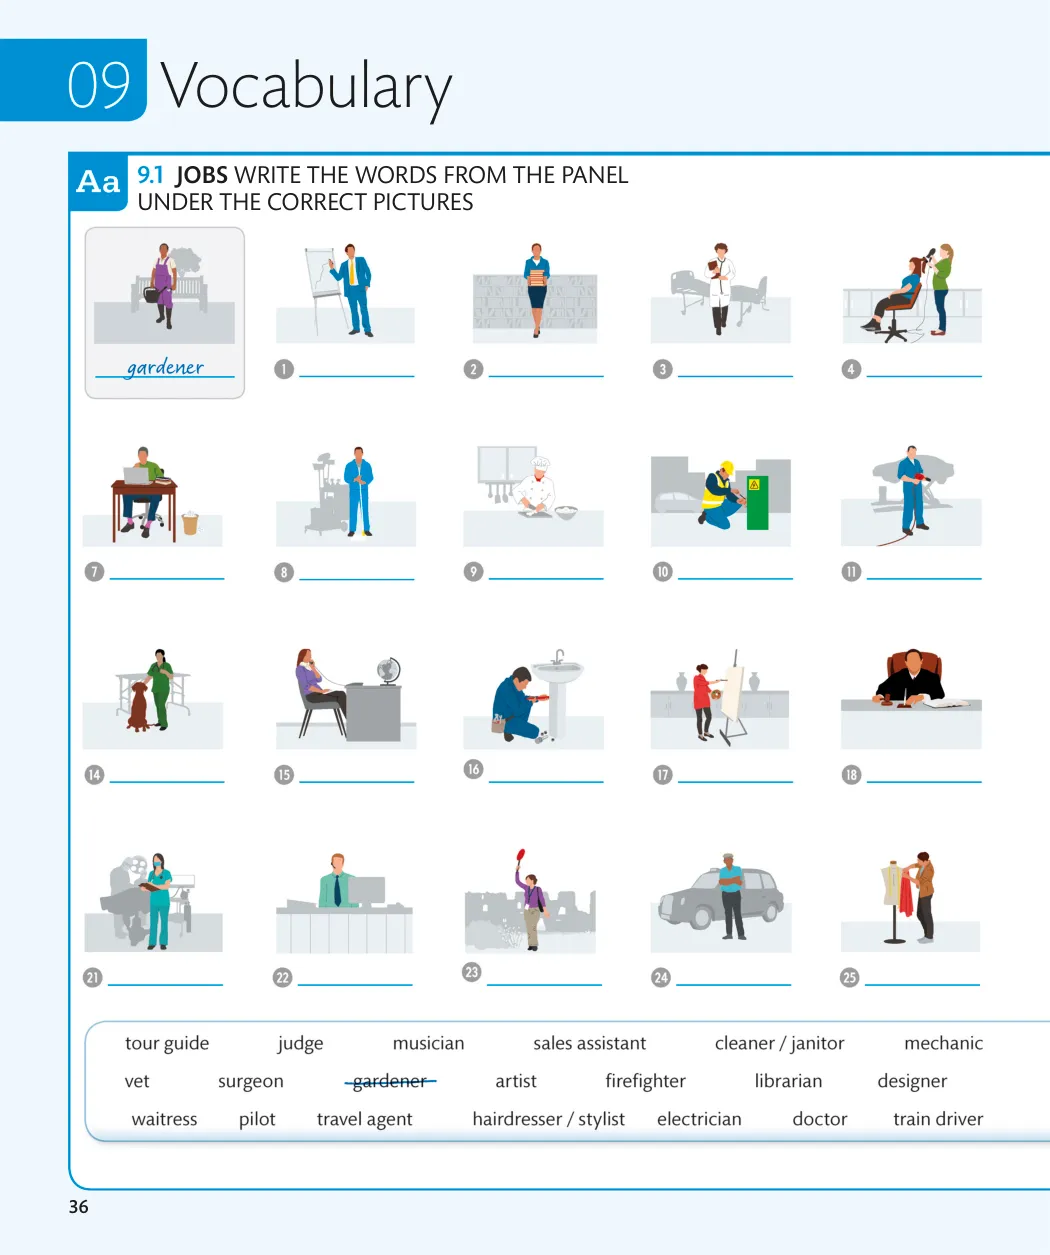 09 Vocabulary
Aa
9.1 JOBS WRITE THE WORDS FROM THE PANEL
UNDER THE CORRECT PICTURES
gardener
1
2
3
4
7
8
9
10
11
14
15
16
17
18
21
22
23
24
25
tour guide judge musician sales assistant cleaner / janitor mechanic
vet surgeon gardener artist firefighter librarian designer
waitress pilot travel agent hairdresser / stylist electrician doctor train driver
36